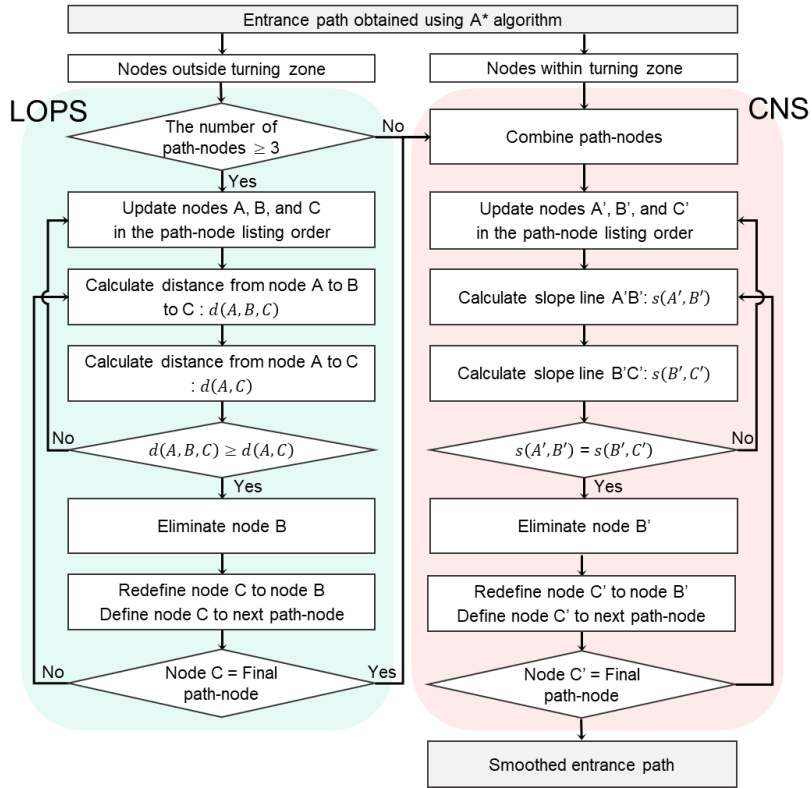 Entrance path obtained using A* algorithm
Nodes outside turning zone
Nodes within turning zone
LOPS
CNS
The number of
path-nodes ≥ 3
No
Yes
Combine path-nodes
Update nodes A, B, and C
in the path-node listing order
Update nodes A', B', and C'
in the path-node listing order
Calculate distance from node A to B
to C : d(A, B, C)
Calculate slope line A'B': s(A', B')
Calculate distance from node A to C
: d(A, C)
Calculate slope line B'C': s(B', C')
No
d(A, B, C) ≥ d(A, C)
Yes
s(A', B') = s(B', C')
No
Yes
Eliminate node B
Eliminate node B'
Redefine node C to node B
Define node C to next path-node
Redefine node C' to node B'
Define node C' to next path-node
No
Node C = Final
path-node
Yes
Node C' = Final
path-node
Smoothed entrance path